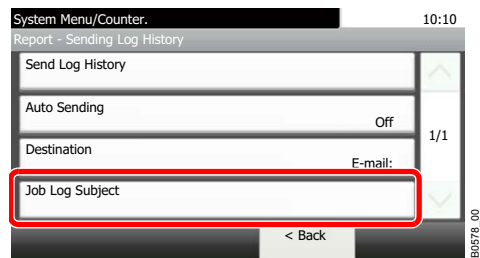 System Menu/Counter.
10:10
Report - Sending Log History
Send Log History
Auto Sending
Off
1/1
Destination
E-mail:
Job Log Subject
< Back
B0578_00